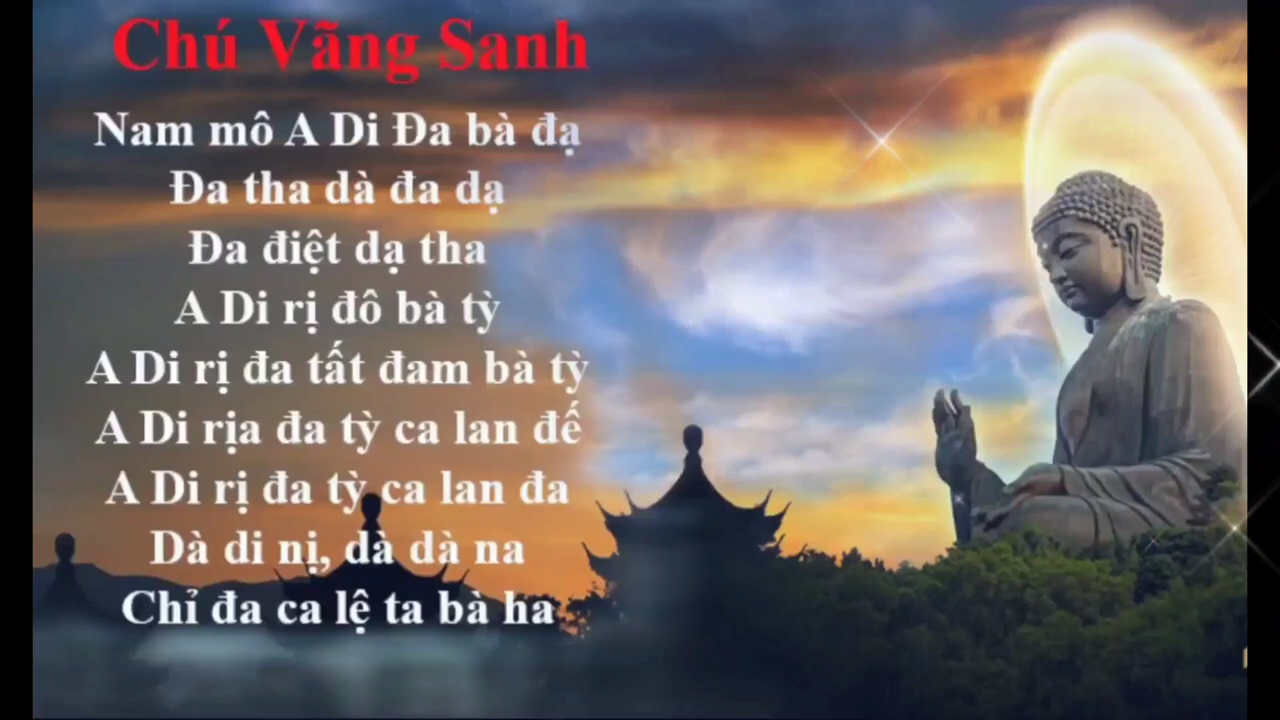 Chú Vãng Sanh
Nam mô A Di Đa bà đạ
Đa tha dà đa dạ
Đa điệt dạ tha
A Di rị đô bà tỳ
A Di rị đa tất đam bà tỳ
A Di rịa đa tỳ ca lan đế
A Di rị đa tỳ ca lan đa
Dà di nị, dà dà na
Chỉ đa ca lệ ta bà ha